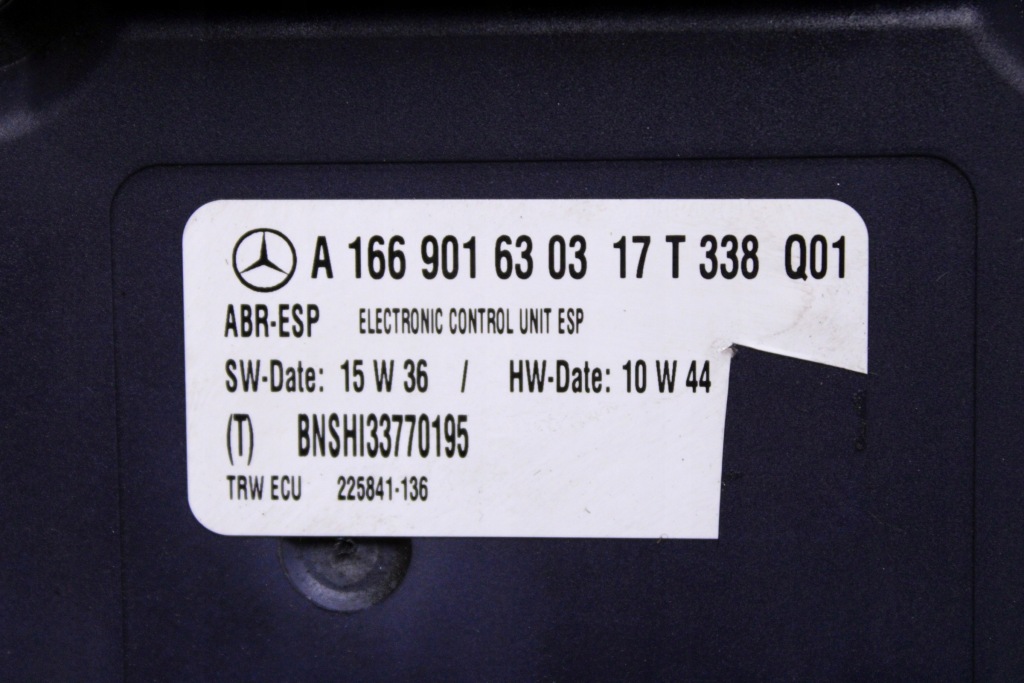 A 166 901 63 03 17 T 338 Q01
ABR-ESP ELECTRONIC CONTROL UNIT ESP
SW-Date: 15 W 36 / HW-Date: 10 W 44
(T) BNSHI33770195
TRW ECU 225841-136